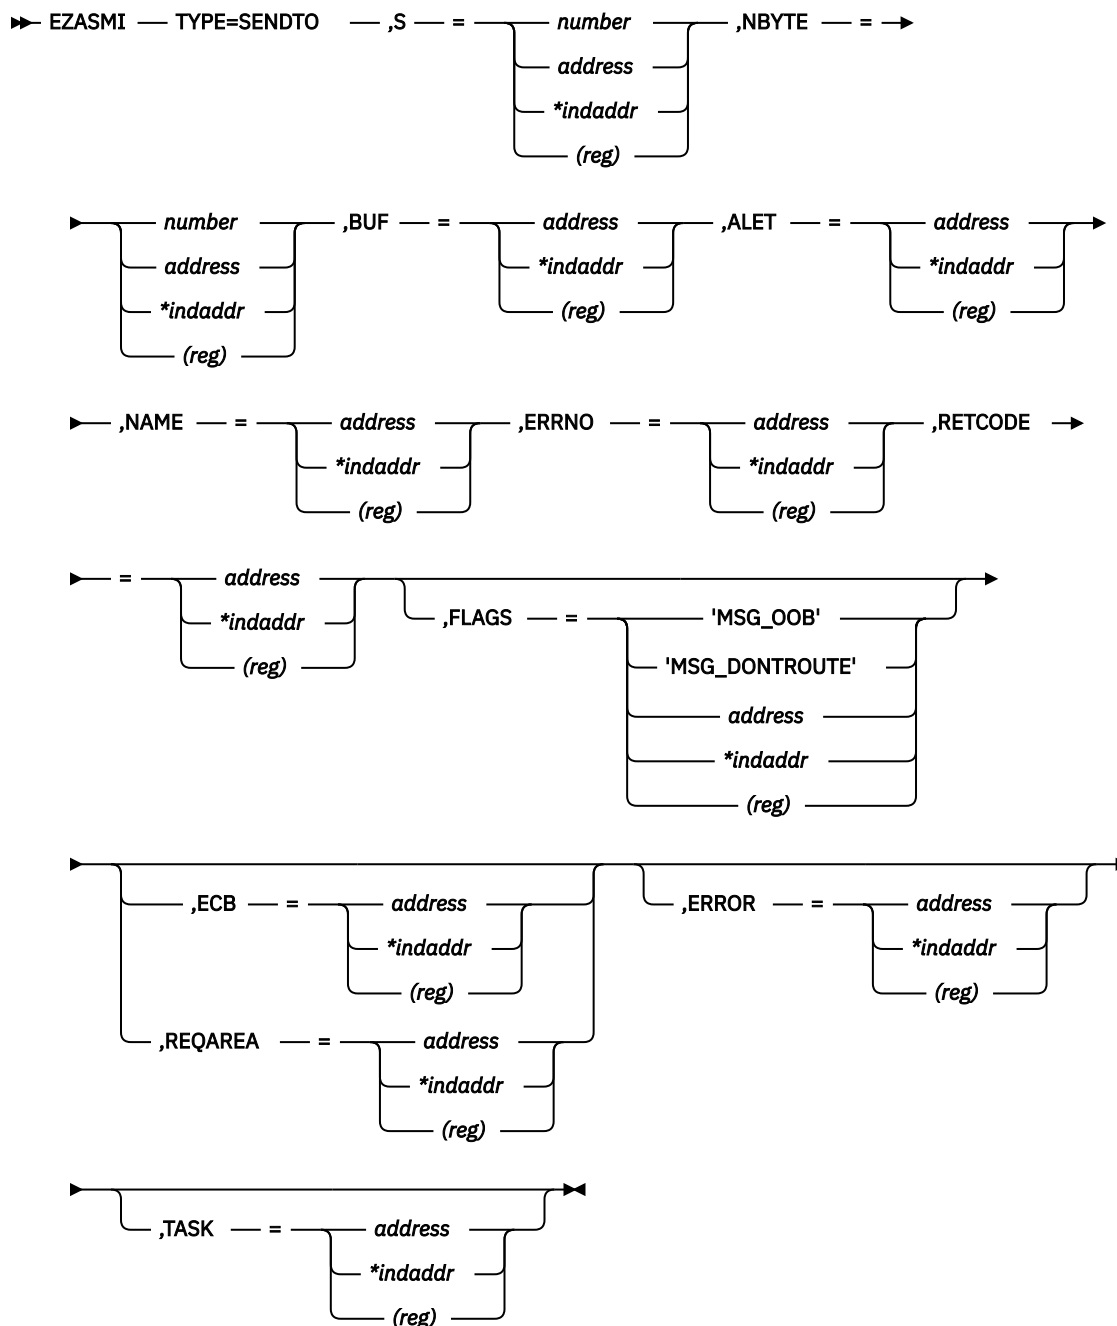 EZASMI TYPE=SENDTO ,S = number ,NBYTE =
address
*indaddr
(reg)
number ,BUF = address ,ALET = address
address *indaddr *indaddr
*indaddr (reg) (reg)
(reg)
,NAME = address ,ERRNO = address ,RETCODE
*indaddr *indaddr
(reg) (reg)
= address
*indaddr ,FLAGS = 'MSG_OOB'
(reg) 'MSG_DONTROUTE'
address
*indaddr
(reg)
,ECB = address ,ERROR = address
*indaddr *indaddr
(reg) (reg)
,REQAREA = address
*indaddr
(reg)
,TASK = address
*indaddr
(reg)